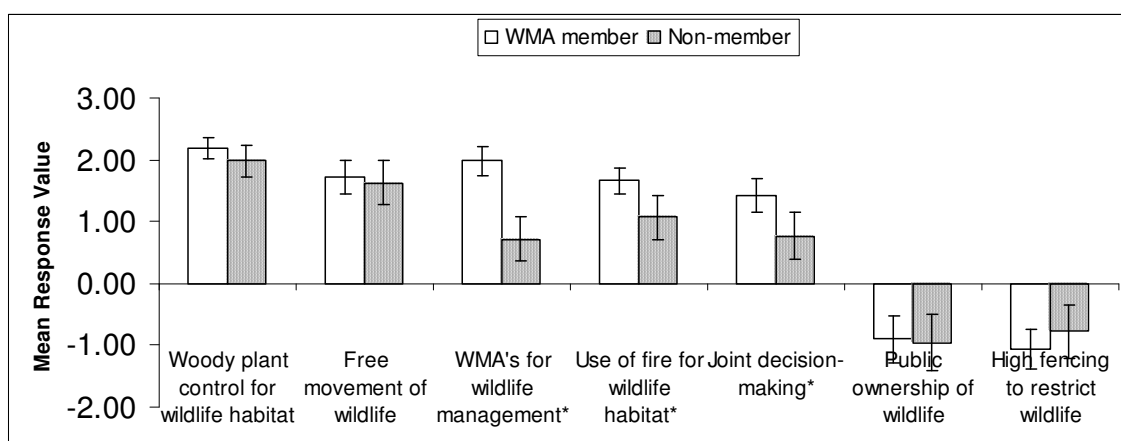 WMA member Non-member
Mean Response Value
3.00
2.00
1.00
0.00
-1.00
-2.00
Woody plant
control for
wildlife habitat
Free
movement of
wildlife
WMA's for
wildlife
management*
Use of fire for
wildlife
habitat*
Joint decision-
making*
Public
ownership of
wildlife
High fencing
to restrict
wildlife